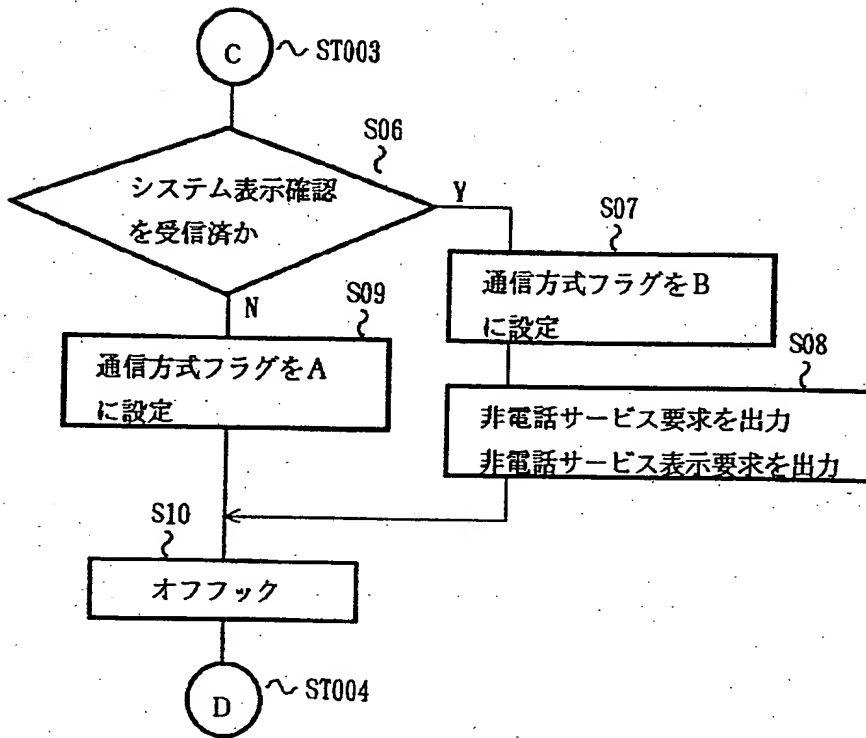 C
ST003
S06
システム表示確認
を受信済か
Y
N
S07
通信方式フラグをB
に設定
S09
通信方式フラグをA
に設定
S08
非電話サービス要求を出力
非電話サービス表示要求を出力
S10
オフフック
D
ST004